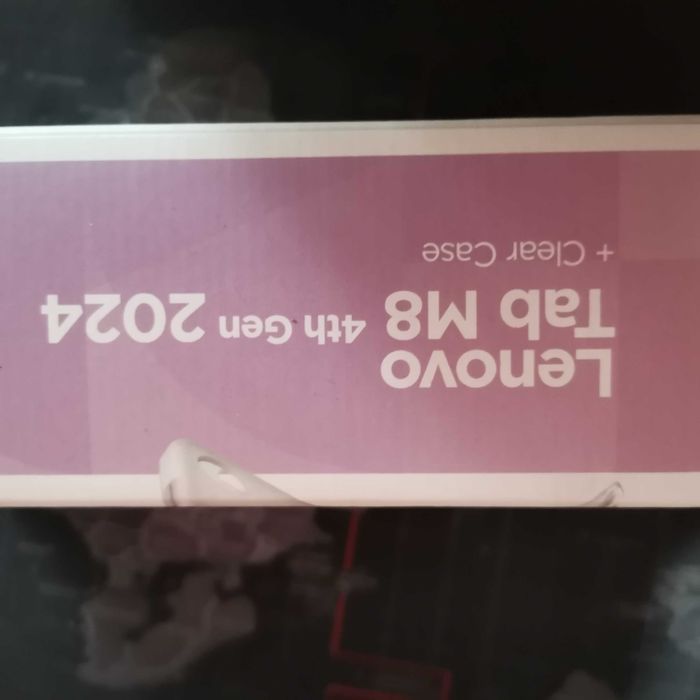 Lenovo
Tab M8 4th Gen 2024
+ Clear Case